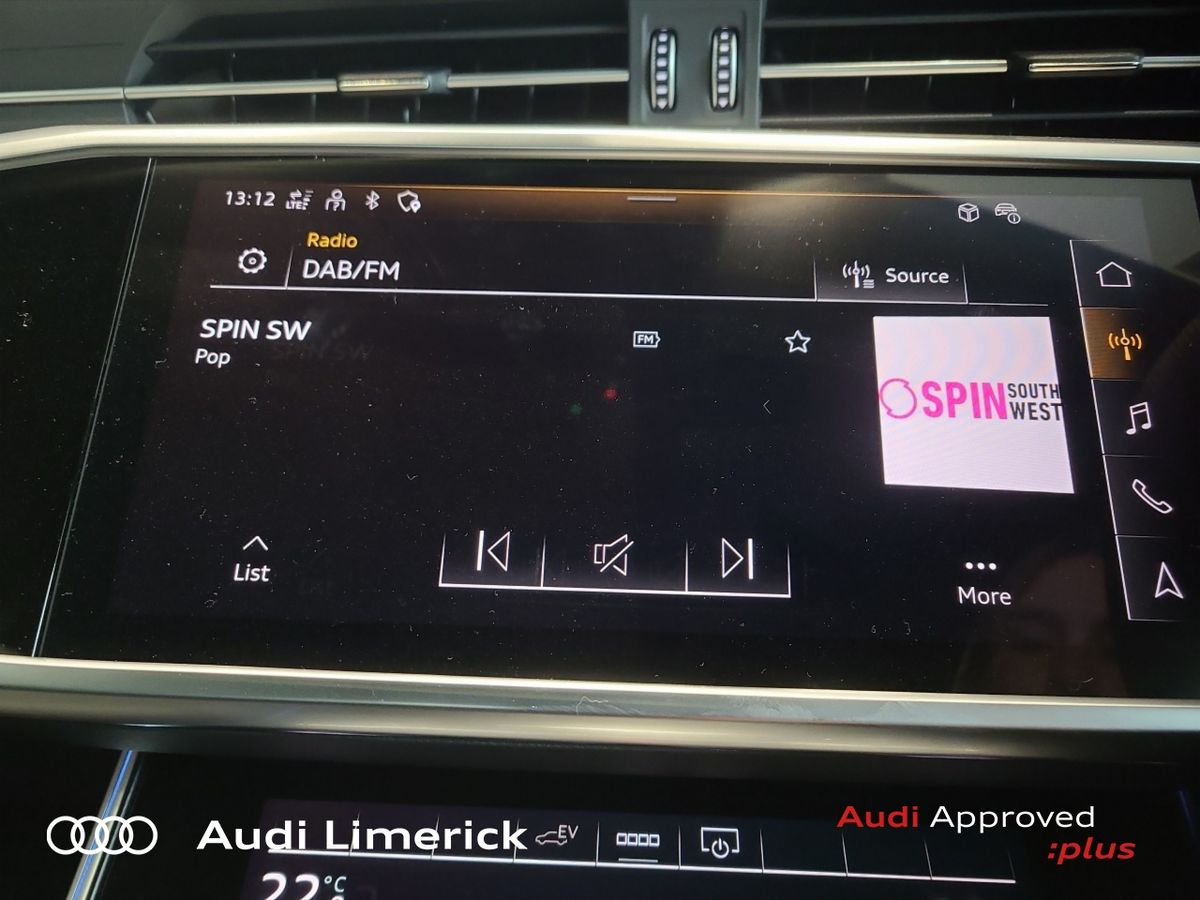 13:12 LTE
Radio
DAB/FM
Source
SPIN SW
Pop
FM
SPIN SOUTH
WEST
List
More
Audi Limerick
EV
Audi Approved
:plus
22°C